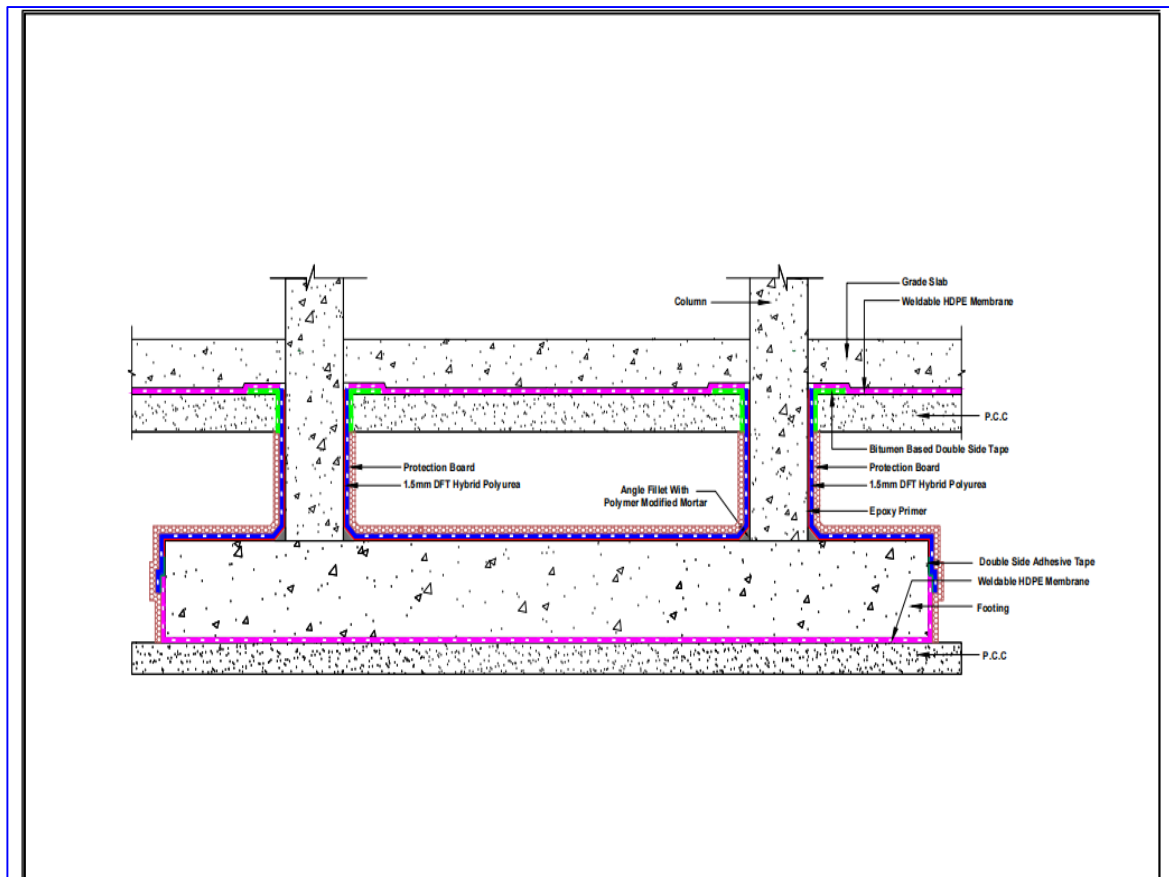 Grade Slab
Column
Weldable HDPE Membrane
P.C.C
Bitumen Based Double Side Tape
Protection Board
Protection Board
1.5mm DFT Hybrid Polyurea
1.5mm DFT Hybrid Polyurea
Angle Fillet With
Polymer Modified Mortar
Epoxy Primer
Double Side Adhesive Tape
Weldable HDPE Membrane
Footing
P.C.C